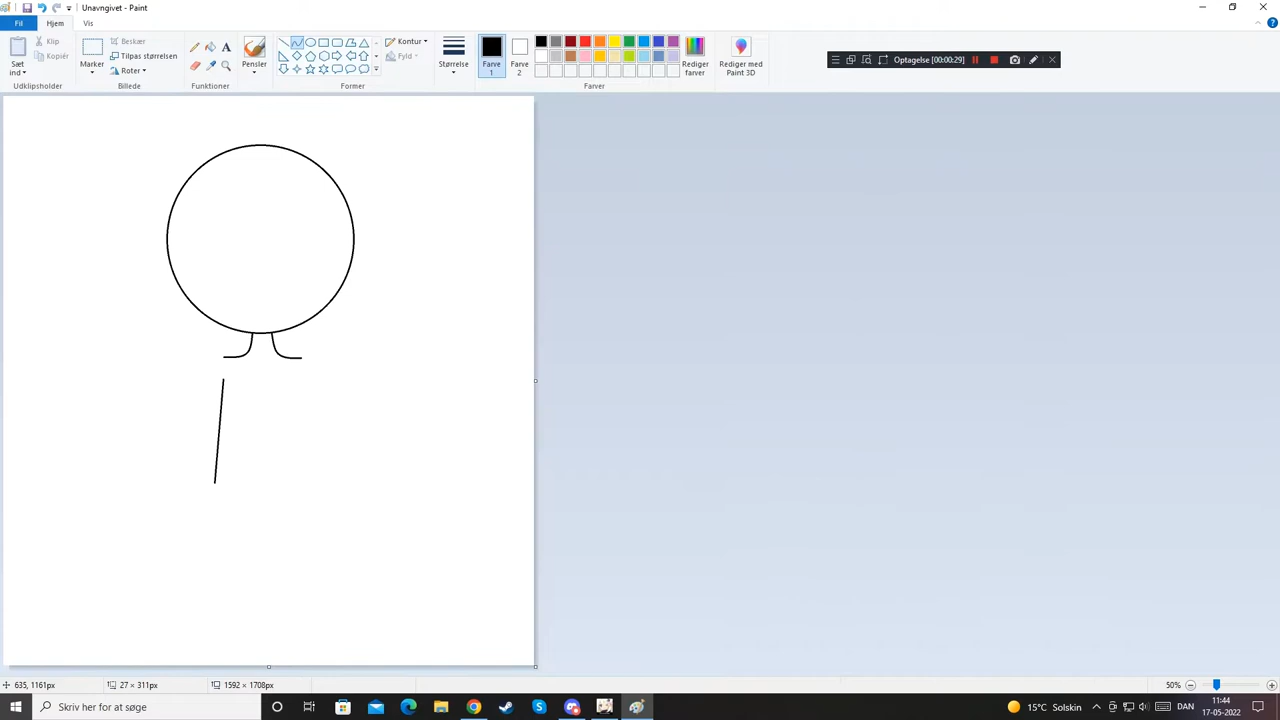 Unavngivet - Paint
Fil Hjem Vis
Sæt ind
Klip
Kopiér
Udklipsholder
Marker
Beskær
Tilpas størrelsen
Roter
Billede
A
Funktioner
Pensler
Kontur
Fyld
Former
Størrelse
Farve 1
Farve 2
Rediger farver
Farver
Rediger med Paint 3D
Optagelse [00:00:29]
635, 1161px 27 × 311px 1592 × 1708px 50%
Skriv her for at søge
15°C Solskin DAN 11:44
17-05-2022